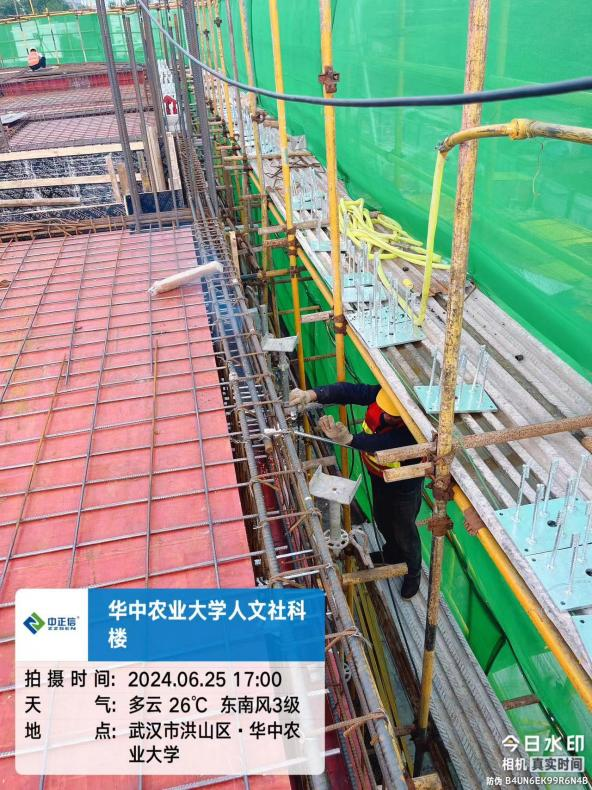 中正信
ZZSEN
华中农业大学人文社科
楼
拍摄时间: 2024.06.25 17:00
天气: 多云 26℃ 东南风3级
地点: 武汉市洪山区·华中农
业大学
今日水印
相机 真实时间
防伪 B4UN6EK99R6N4B